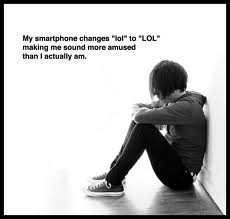 My smartphone changes "lol" to "LOL"
making me sound more amused
than I actually am.